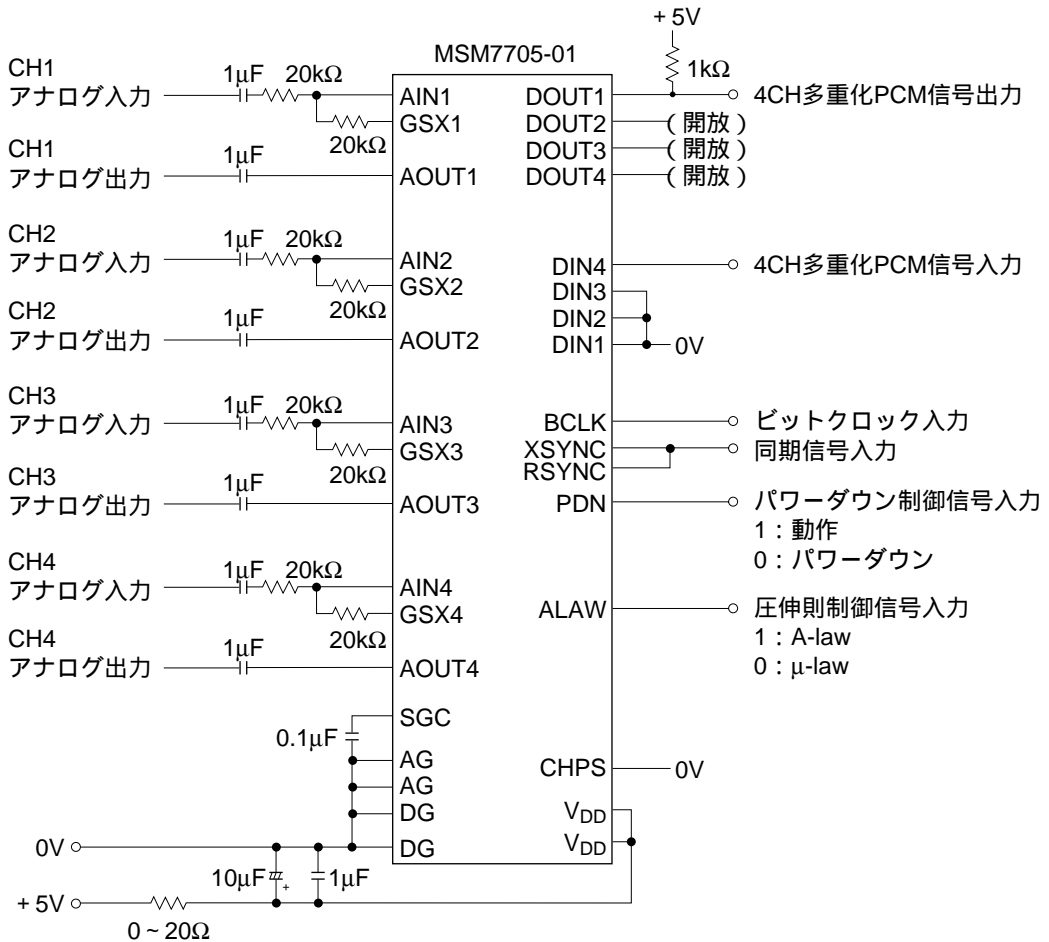 +5V
MSM7705-01
1kΩ
CH1
アナログ入力
1μF
20kΩ
AIN1
GSX1
20kΩ
DOUT1
4CH多重化PCM信号出力
DOUT2
(開放)
DOUT3
(開放)
DOUT4
(開放)
CH1
アナログ出力
1μF
AOUT1
CH2
アナログ入力
1μF
20kΩ
AIN2
GSX2
20kΩ
DIN4
4CH多重化PCM信号入力
DIN3
DIN2
DIN1
0V
CH2
アナログ出力
1μF
AOUT2
CH3
アナログ入力
1μF
20kΩ
AIN3
GSX3
20kΩ
BCLK
ビットクロック入力
XSYNC
同期信号入力
RSYNC
CH3
アナログ出力
1μF
AOUT3
PDN
パワーダウン制御信号入力
1:動作
0:パワーダウン
CH4
アナログ入力
1μF
20kΩ
AIN4
GSX4
20kΩ
ALAW
圧伸則制御信号入力
1:A-law
0:μ-law
CH4
アナログ出力
1μF
AOUT4
SGC
0.1μF
AG
AG
DG
DG
CHPS
0V
VDD
VDD
0V
10μF
+
1μF
+5V
0~20Ω